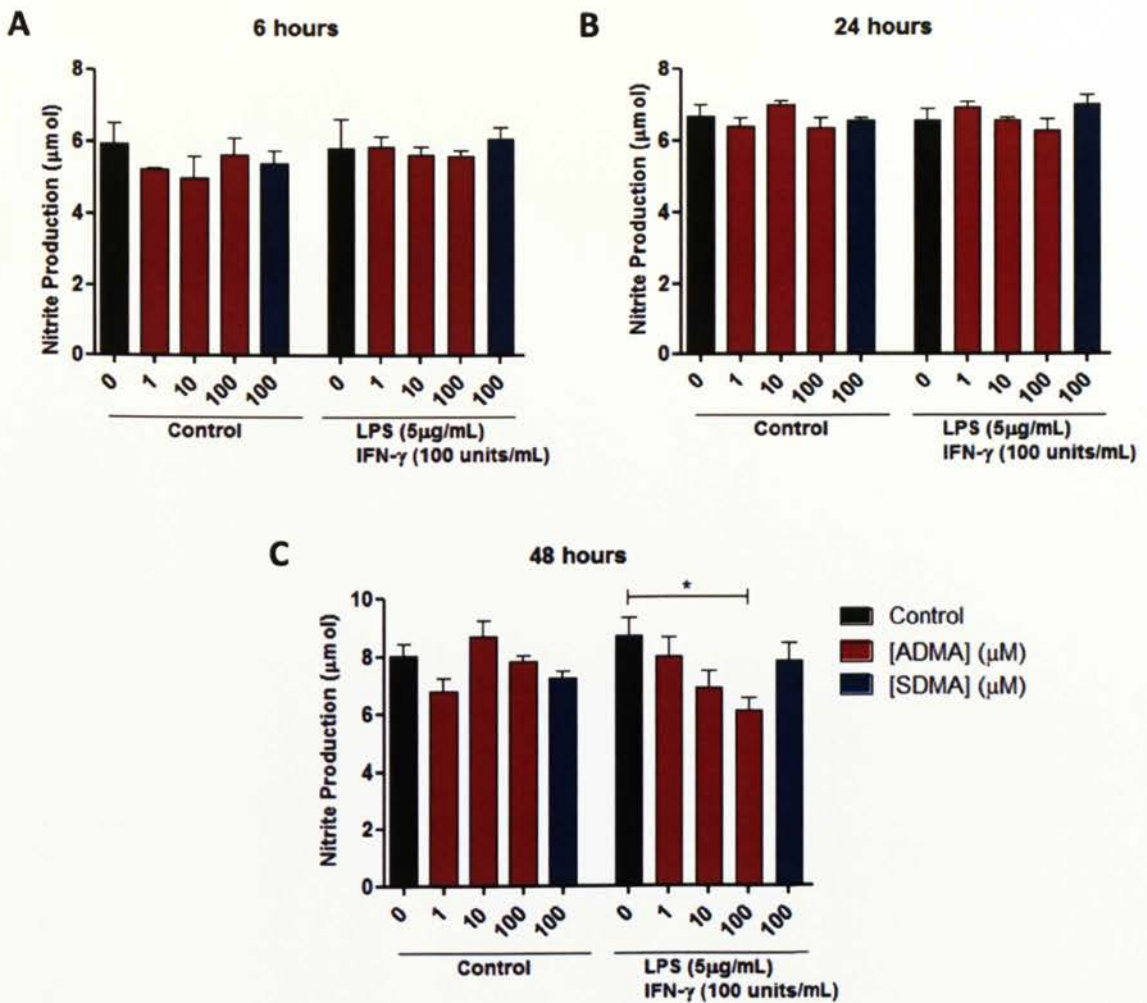 A
6 hours
Nitrite Production (µmol)
8
6
4
2
0
0 1 10 100 100 0 1 10 100 100
Control
LPS (5µg/mL)
IFN-γ (100 units/mL)
B
24 hours
Nitrite Production (µmol)
8
6
4
2
0
0 1 10 100 100 0 1 10 100 100
Control
LPS (5µg/mL)
IFN-γ (100 units/mL)
C
48 hours
Nitrite Production (µmol)
10
8
6
4
2
0
*
0 1 10 100 100 0 1 10 100 100
Control
LPS (5µg/mL)
IFN-γ (100 units/mL)
Control
[ADMA] (µM)
[SDMA] (µM)